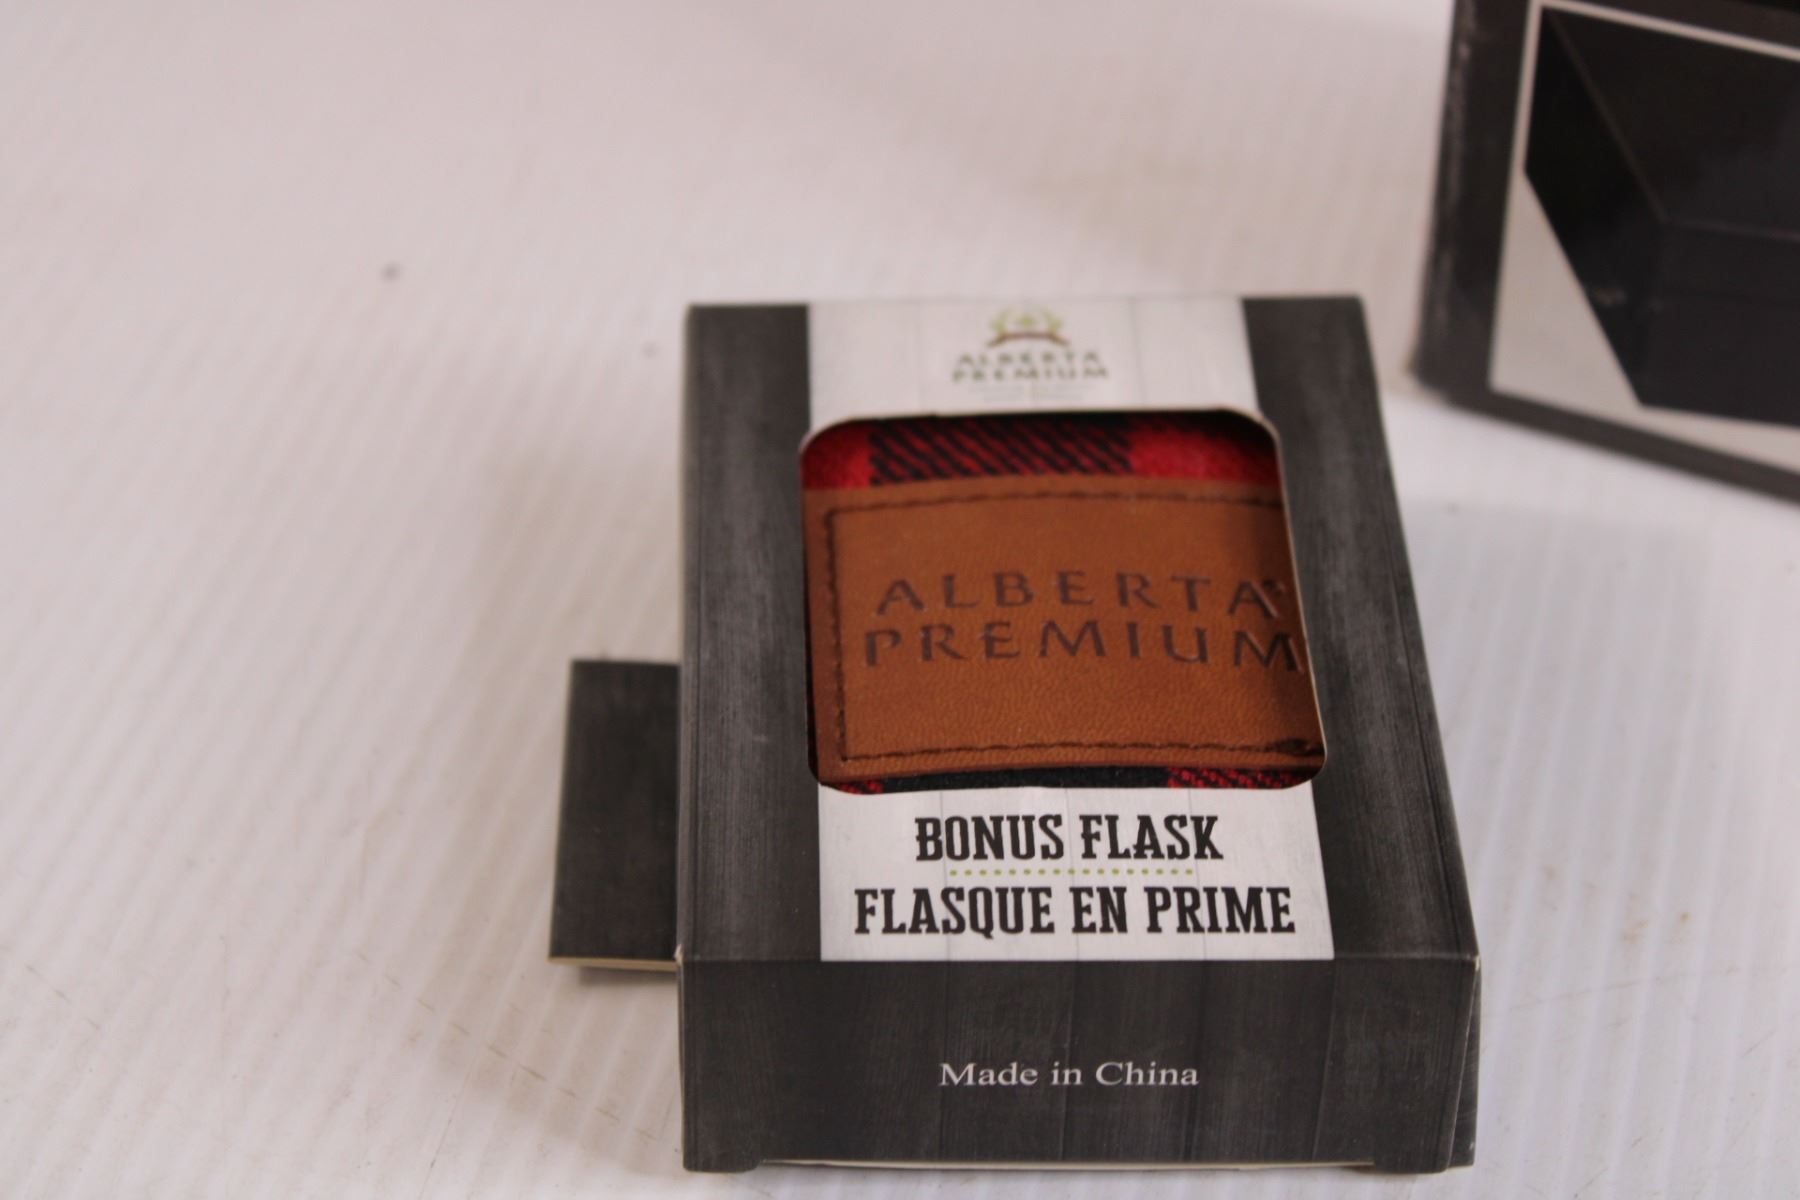 ALBERTA
PREMIUM
ALBERTA
PREMIUM
BONUS FLASK
FLASQUE EN PRIME
Made in China